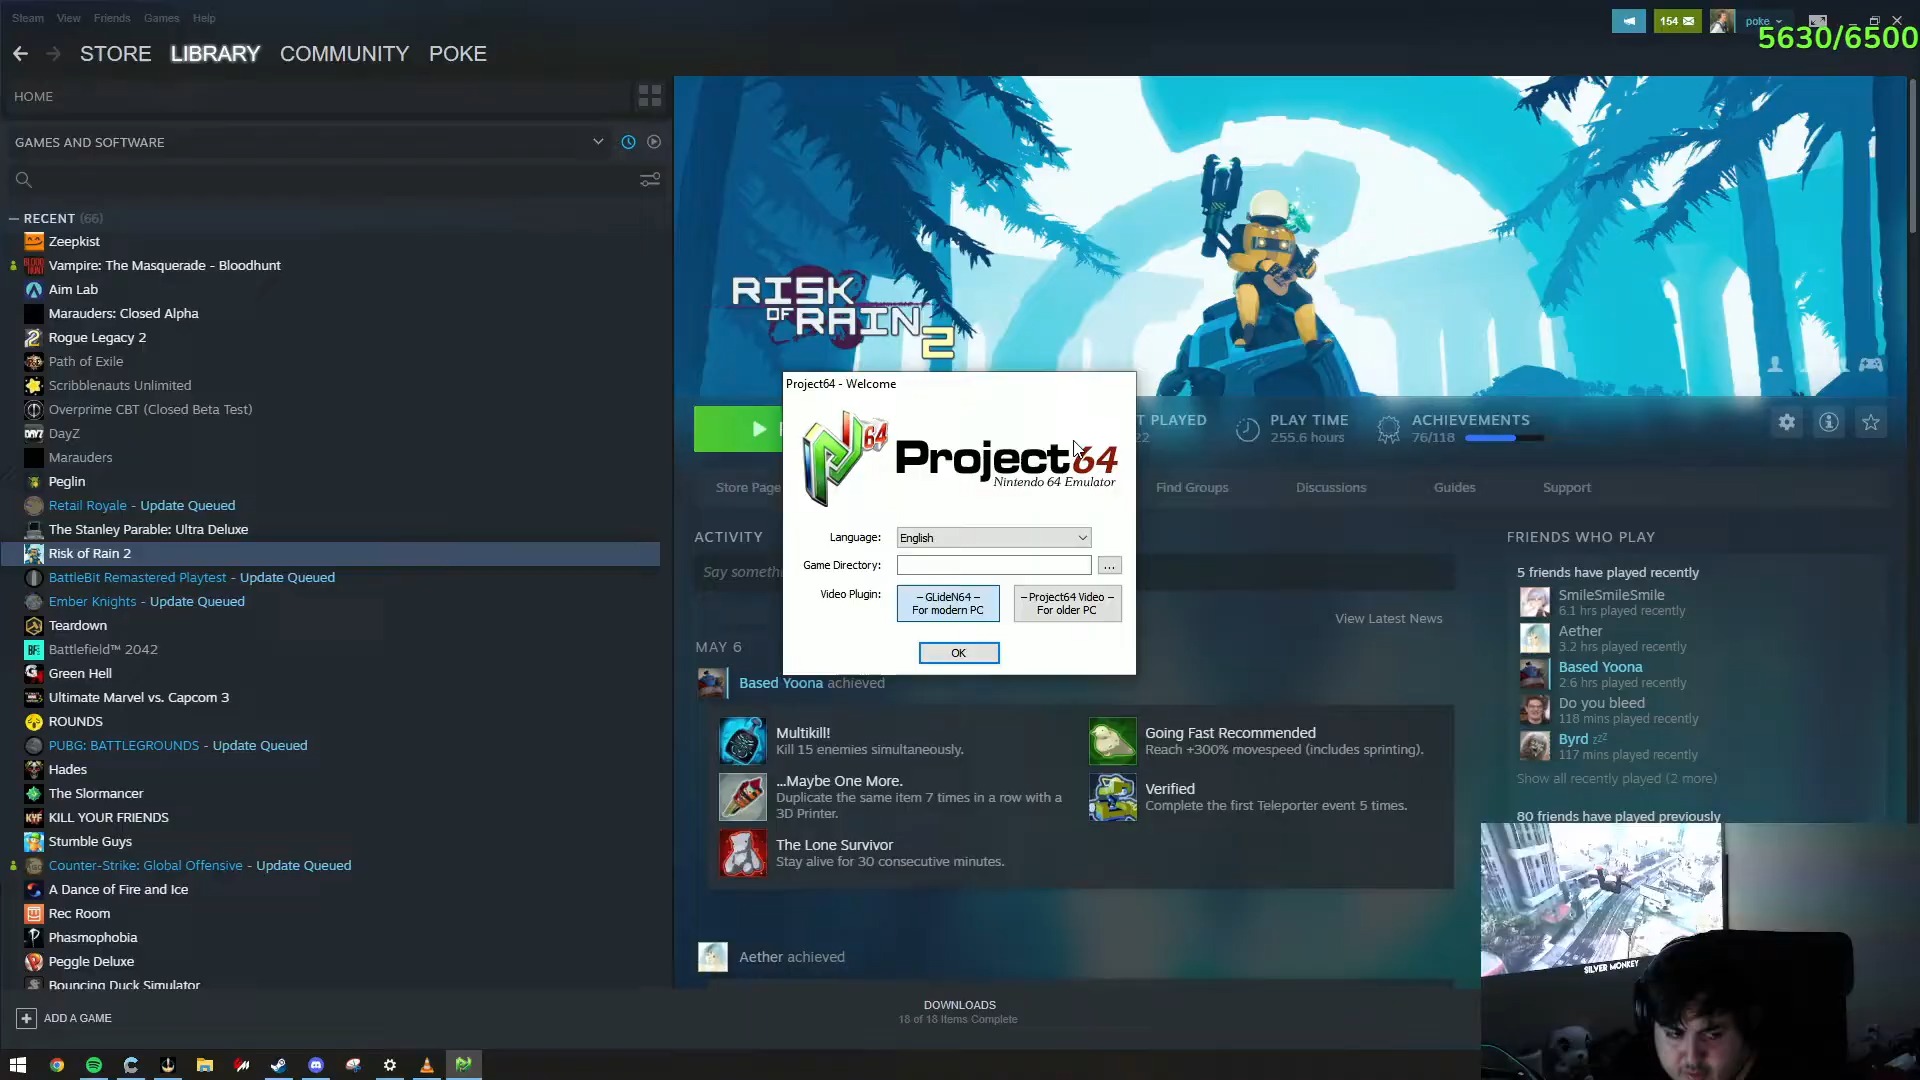 Steam View Friends Games Help
154 poke
5630/6500
STORE LIBRARY COMMUNITY POKE
HOME
GAMES AND SOFTWARE
RECENT (66)
Zeepkist
Vampire: The Masquerade - Bloodhunt
Aim Lab
Marauders: Closed Alpha
Rogue Legacy 2
Path of Exile
Scribblenauts Unlimited
Overprime CBT (Closed Beta Test)
DayZ
Marauders
Peglin
Retail Royale - Update Queued
The Stanley Parable: Ultra Deluxe
Risk of Rain 2
BattleBit Remastered Playtest - Update Queued
Ember Knights - Update Queued
Teardown
Battlefield™ 2042
Green Hell
Ultimate Marvel vs. Capcom 3
ROUNDS
PUBG: BATTLEGROUNDS - Update Queued
Hades
The Slormancer
KILL YOUR FRIENDS
Stumble Guys
Counter-Strike: Global Offensive - Update Queued
A Dance of Fire and Ice
Rec Room
Phasmophobia
Peggle Deluxe
Bouncing Duck Simulator
ADD A GAME
RISK
OF RAIN
2
PLAY TIME
255.6 hours
ACHIEVEMENTS
76/118
Store Page
Find Groups Discussions Guides Support
Project64 - Welcome
64
Project64
Nintendo 64 Emulator
Language: English
Game Directory: ...
Video Plugin:
– GLideN64 –
For modern PC
– Project64 Video –
For older PC
OK
ACTIVITY
View Latest News
MAY 6
Based Yoona achieved
Multikill!
Kill 15 enemies simultaneously.
Going Fast Recommended
Reach +300% movespeed (includes sprinting).
...Maybe One More.
Duplicate the same item 7 times in a row with a
3D Printer.
Verified
Complete the first Teleporter event 5 times.
The Lone Survivor
Stay alive for 30 consecutive minutes.
Aether achieved
FRIENDS WHO PLAY
5 friends have played recently
SmileSmileSmile
6.1 hrs played recently
Aether
3.2 hrs played recently
Based Yoona
2.6 hrs played recently
Do you bleed
118 mins played recently
Byrd zzz
117 mins played recently
Show all recently played (2 more)
80 friends have played previously
SILVER MONKEY
DOWNLOADS
18 of 18 Items Complete